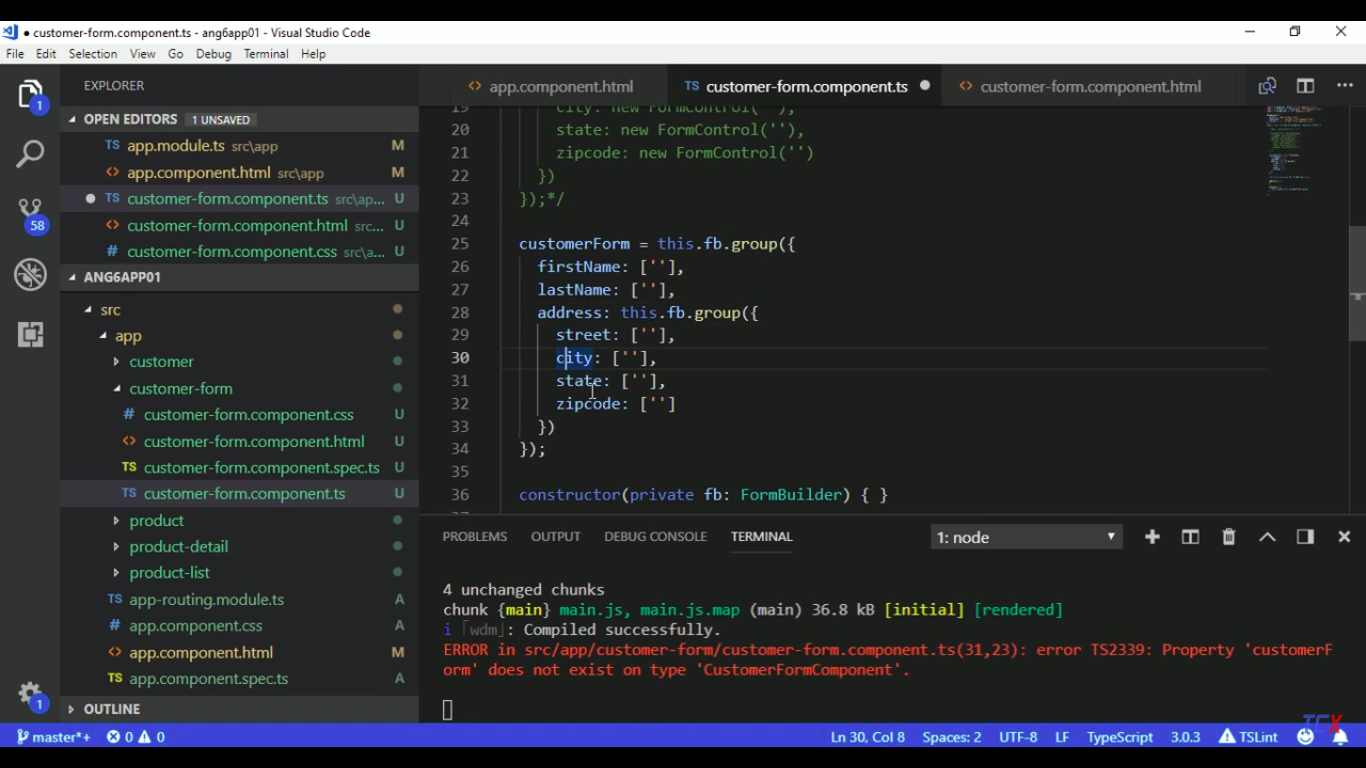 customer-form.component.ts - ang6app01 - Visual Studio Code
File Edit Selection View Go Debug Terminal Help
1
EXPLORER
app.component.html
TS customer-form.component.ts
customer-form.component.html
OPEN EDITORS 1 UNSAVED
TS app.module.ts src\app M
app.component.html src\app M
TS customer-form.component.ts src\ap... U
customer-form.component.html src... U
# customer-form.component.css src\a... U
58
ANG6APP01
src
app
customer
customer-form
# customer-form.component.css U
customer-form.component.html U
TS customer-form.component.spec.ts U
TS customer-form.component.ts U
product
product-detail
product-list
TS app-routing.module.ts A
# app.component.css A
app.component.html M
TS app.component.spec.ts A
OUTLINE
1
19 city: new FormControl(''),
20 state: new FormControl(''),
21 zipcode: new FormControl('')
22 })
23 });*/
24
25 customerForm = this.fb.group({
26 firstName: [''],
27 lastName: [''],
28 address: this.fb.group({
29 street: [''],
30 city: [''],
31 state: [''],
32 zipcode: ['']
33 })
34 });
35
36 constructor(private fb: FormBuilder) { }
PROBLEMS OUTPUT DEBUG CONSOLE TERMINAL 1: node
4 unchanged chunks
chunk {main} main.js, main.js.map (main) 36.8 kB [initial] [rendered]
i ｢wdm｣: Compiled successfully.
ERROR in src/app/customer-form/customer-form.component.ts(31,23): error TS2339: Property 'customerF
orm' does not exist on type 'CustomerFormComponent'.
master*+ 0 0 Ln 30, Col 8 Spaces: 2 UTF-8 LF TypeScript 3.0.3 TSLint
TCX